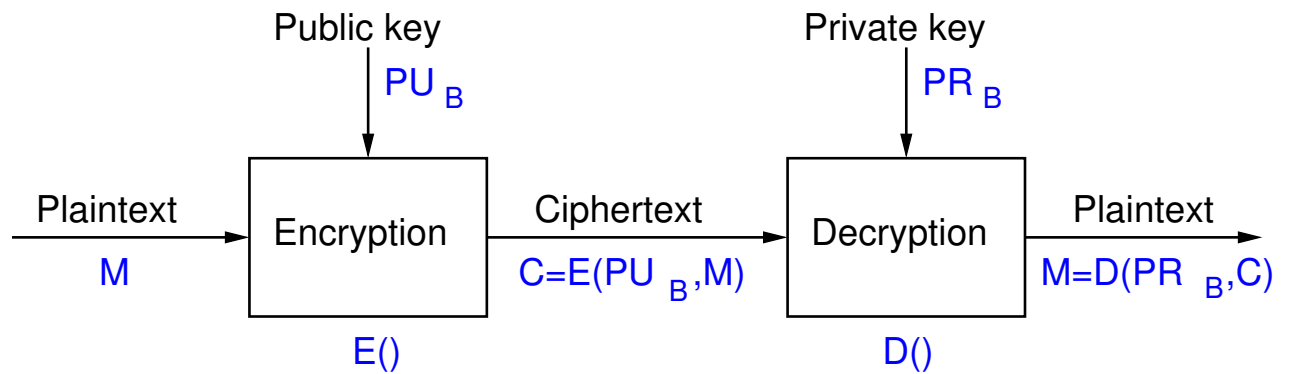 Public key
PU B
Private key
PR B
Plaintext
M
Encryption
E()
Ciphertext
C=E(PU B,M)
Decryption
D()
Plaintext
M=D(PR B,C)